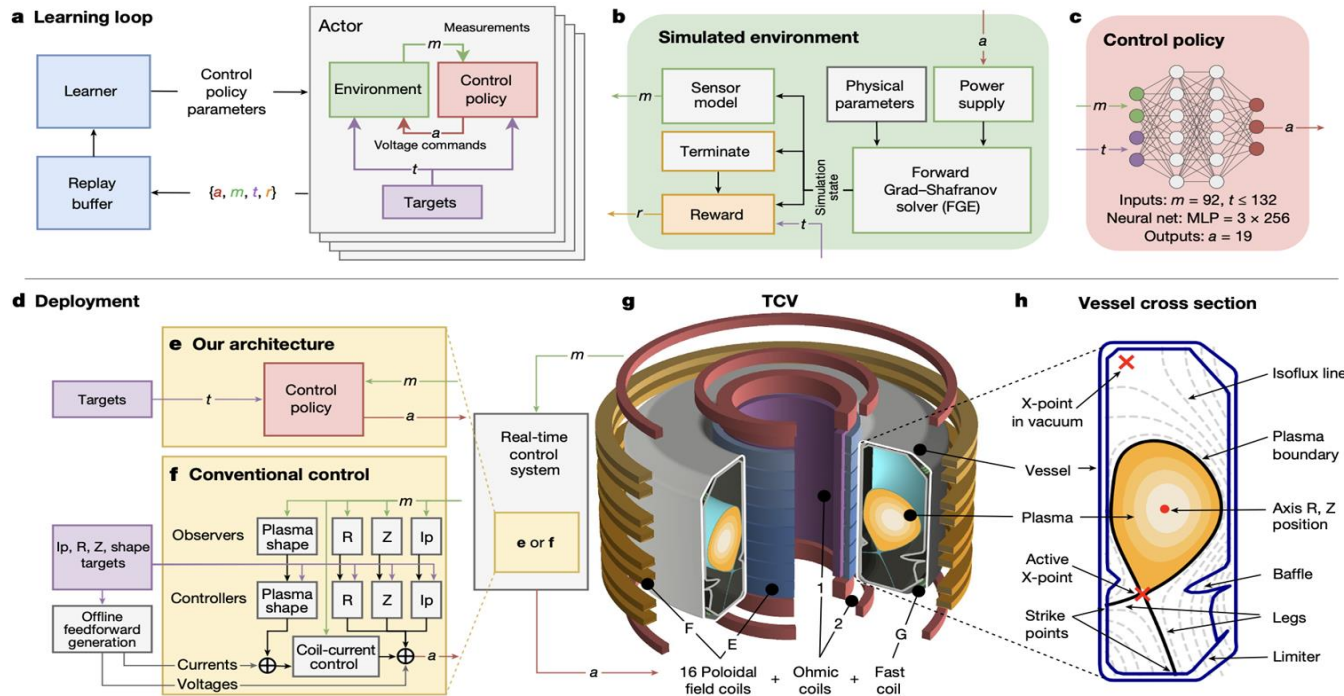 a Learning loop
Learner
Replay
buffer
Control
policy
parameters
{a, m, t, r}
Actor
Measurements
m
Environment
Control
policy
a
Voltage commands
t
Targets
b
Simulated environment
a
m
Sensor
model
Physical
parameters
Power
supply
Terminate
Simulation
state
Forward
Grad–Shafranov
solver (FGE)
r
Reward
t
c
Control policy
m
t
a
Inputs: m = 92, t ≤ 132
Neural net: MLP = 3 × 256
Outputs: a = 19
d Deployment
e Our architecture
Targets
t
Control
policy
m
a
f Conventional control
m
Observers
Plasma
shape
R
Z
Ip
Ip, R, Z, shape
targets
Controllers
Plasma
shape
R
Z
Ip
Offline
feedforward
generation
Coil-current
control
a
Currents
Voltages
m
Real-time
control
system
e or f
a
g
TCV
F
E
1
2
G
16 Poloidal
field coils
+
Ohmic
coils
+
Fast
coil
h
Vessel cross section
X-point
in vacuum
Vessel
Plasma
Active
X-point
Strike
points
Isoflux line
Plasma
boundary
Axis R, Z
position
Baffle
Legs
Limiter